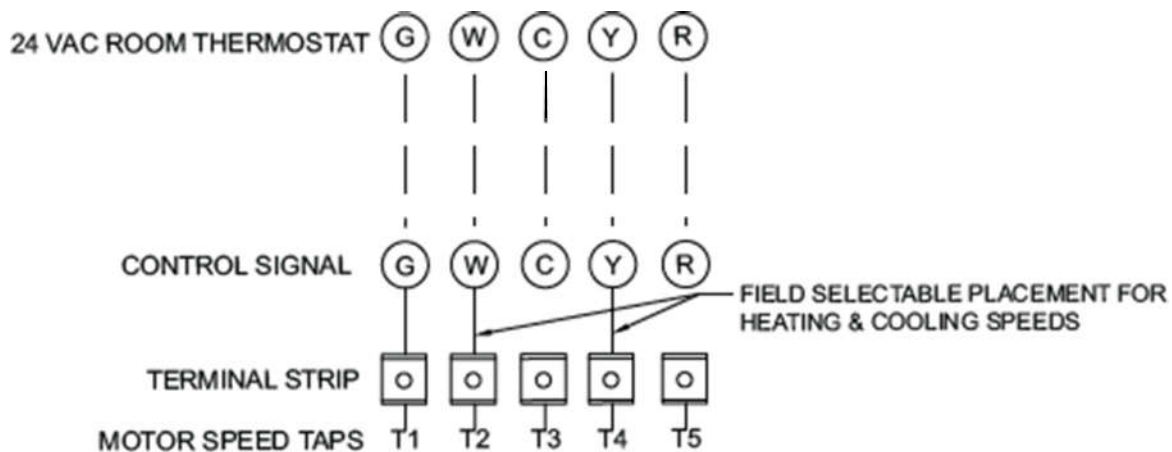 24 VAC ROOM THERMOSTAT G W C Y R
CONTROL SIGNAL G W C Y R
FIELD SELECTABLE PLACEMENT FOR
HEATING & COOLING SPEEDS
TERMINAL STRIP
MOTOR SPEED TAPS T1 T2 T3 T4 T5